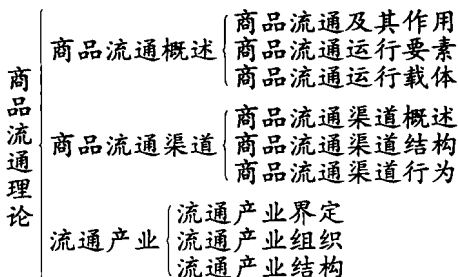 商品流通理论
商品流通概述
商品流通及其作用
商品流通运行要素
商品流通运行载体
商品流通渠道
商品流通渠道概述
商品流通渠道结构
商品流通渠道行为
流通产业
流通产业界定
流通产业组织
流通产业结构